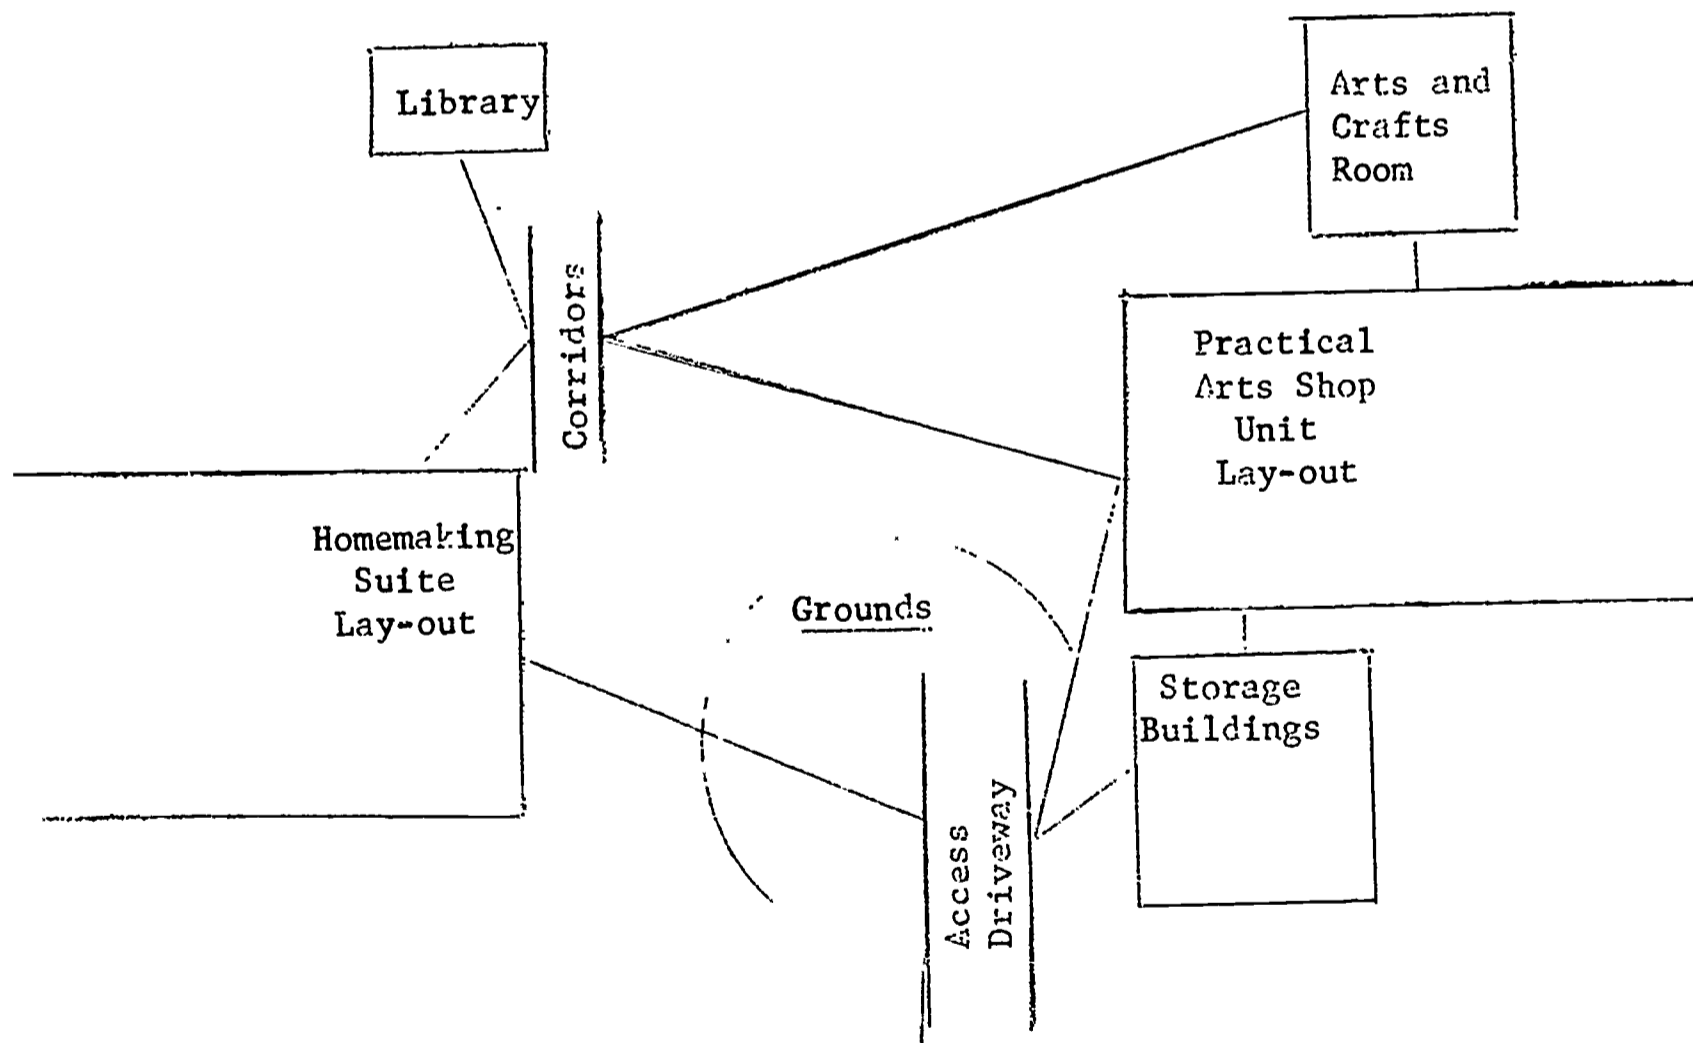 Library
Arts and
Crafts
Room
Corridors
Practical
Arts Shop
Unit
Lay-out
Homemaking
Suite
Lay-out
Grounds
Storage
Buildings
Access
Driveway